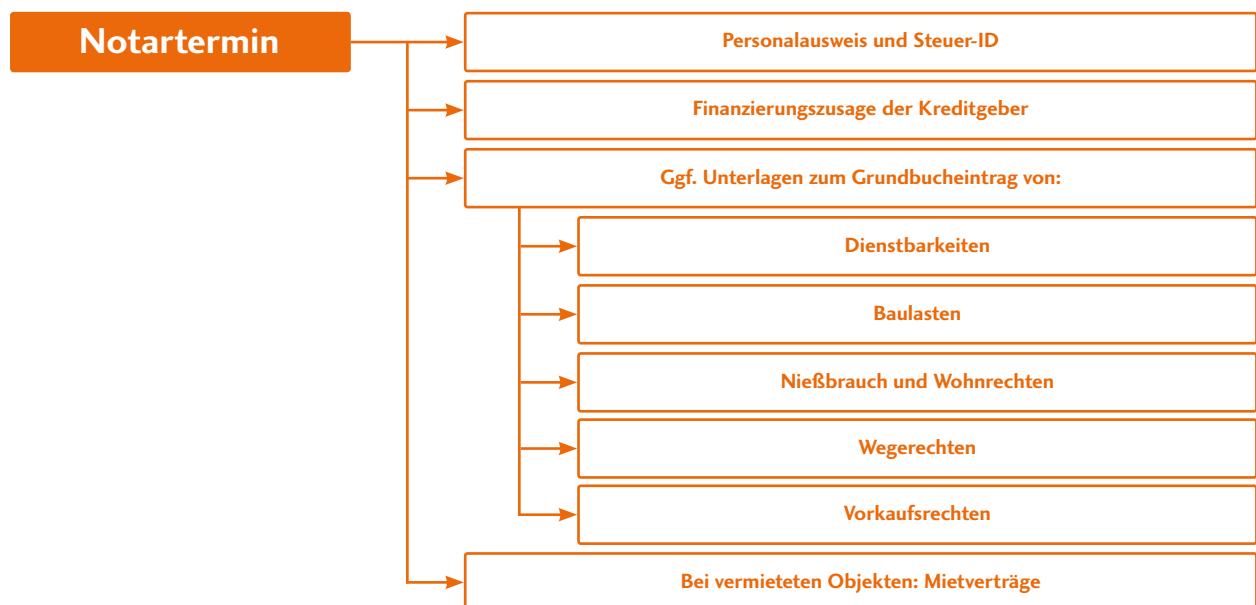 Notartermin
Personalausweis und Steuer-ID
Finanzierungszusage der Kreditgeber
Ggf. Unterlagen zum Grundbucheintrag von:
Dienstbarkeiten
Baulasten
Nießbrauch und Wohnrechten
Wegerechten
Vorkaufsrechten
Bei vermieteten Objekten: Mietverträge